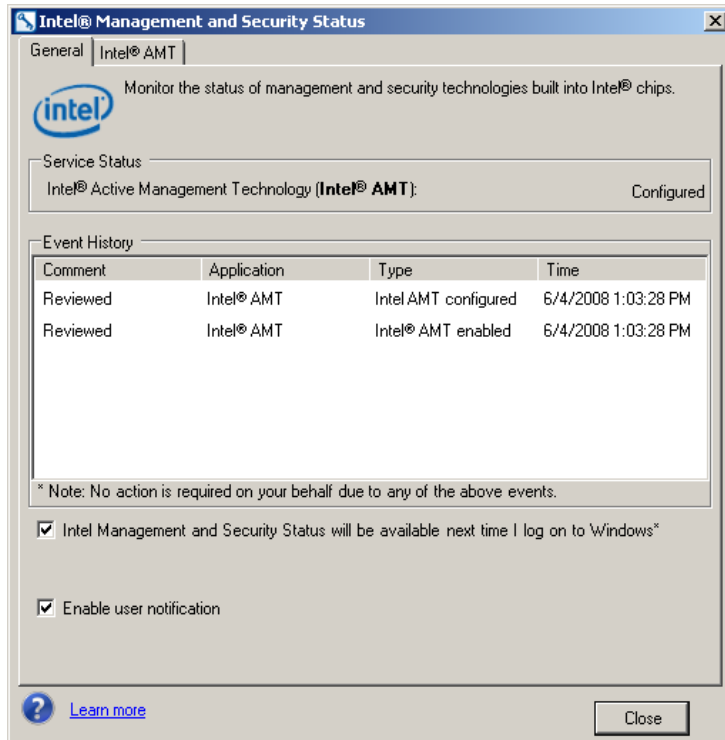 Intel® Management and Security Status
General Intel® AMT
Monitor the status of management and security technologies built into Intel® chips.
intel
Service Status
Intel® Active Management Technology (Intel® AMT): Configured
Event History
Comment Application Type Time
Reviewed Intel® AMT Intel AMT configured 6/4/2008 1:03:28 PM
Reviewed Intel® AMT Intel® AMT enabled 6/4/2008 1:03:28 PM
* Note: No action is required on your behalf due to any of the above events.
Intel Management and Security Status will be available next time I log on to Windows*
Enable user notification
? Learn more
Close